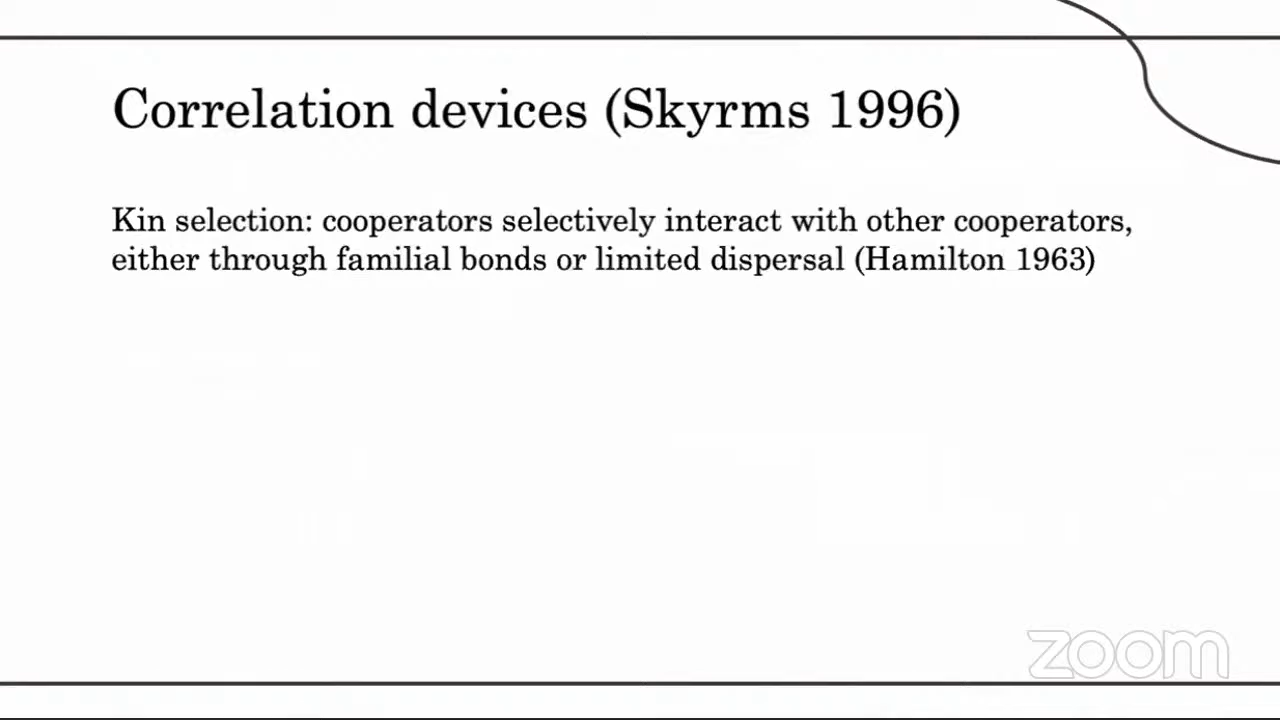 Correlation devices (Skyrms 1996)
Kin selection: cooperators selectively interact with other cooperators,
either through familial bonds or limited dispersal (Hamilton 1963)
zoom